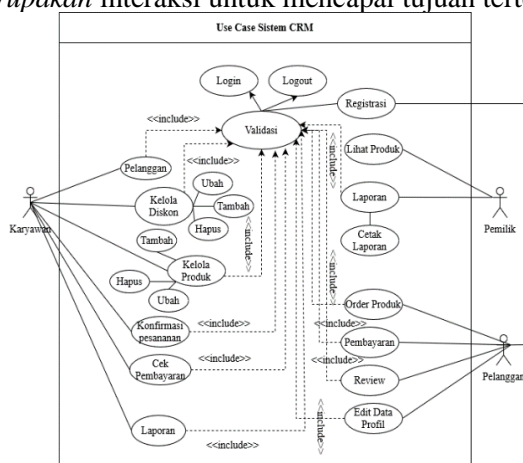 rupakan interaksi untuk mencapai tujuan tert
Use Case Sistem CRM
Login
Logout
Registrasi
<<include>>
Validasi
<<include>>
Lihat Produk
Pelanggan
<<include>>
Ubah
Kelola
Diskon
Tambah
Hapus
Laporan
Karyawan
Pemilik
Tambah
<<include>>
Cetak
Laporan
Kelola
Produk
Hapus
Ubah
<<include>>
Order Produk
Konfirmasi
pesananan
<<include>>
<<include>>
Pembayaran
Cek
Pembayaran
<<include>>
<<include>>
Review
Pelanggan
Edit Data
Profil
<<include>>
Laporan
<<include>>